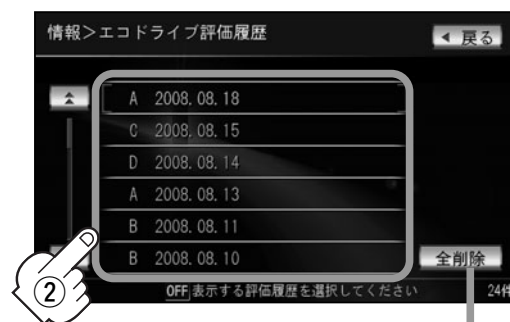 情報>エコドライブ評価履歴
◀ 戻る
A 2008.08.18
C 2008.08.15
D 2008.08.14
A 2008.08.13
B 2008.08.11
B 2008.08.10
全削除
②
OFF 表示する評価履歴を選択してください 24件